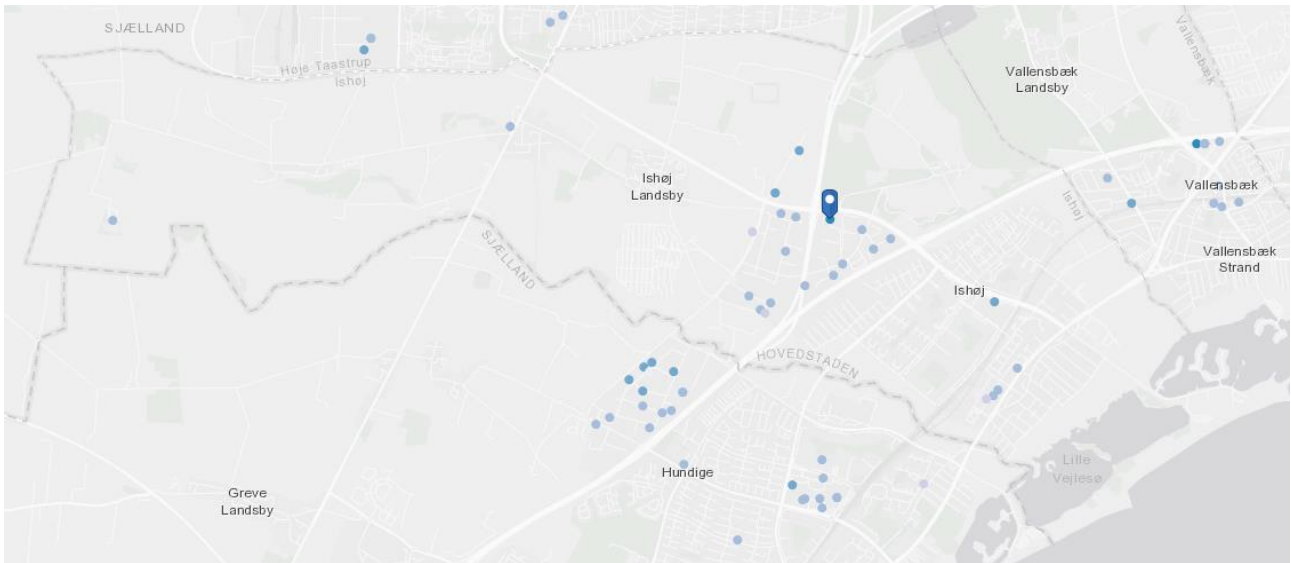 SJÆLLAND
Høje Taastrup
Ishøj
Vallensbæk
Landsby
Vallensbæk
Ishøj
Landsby
Ishøj
Vallensbæk
SJÆLLAND
Vallensbæk
Strand
Ishøj
HOVEDSTADEN
Lille
Vejlesø
Hundige
Greve
Landsby